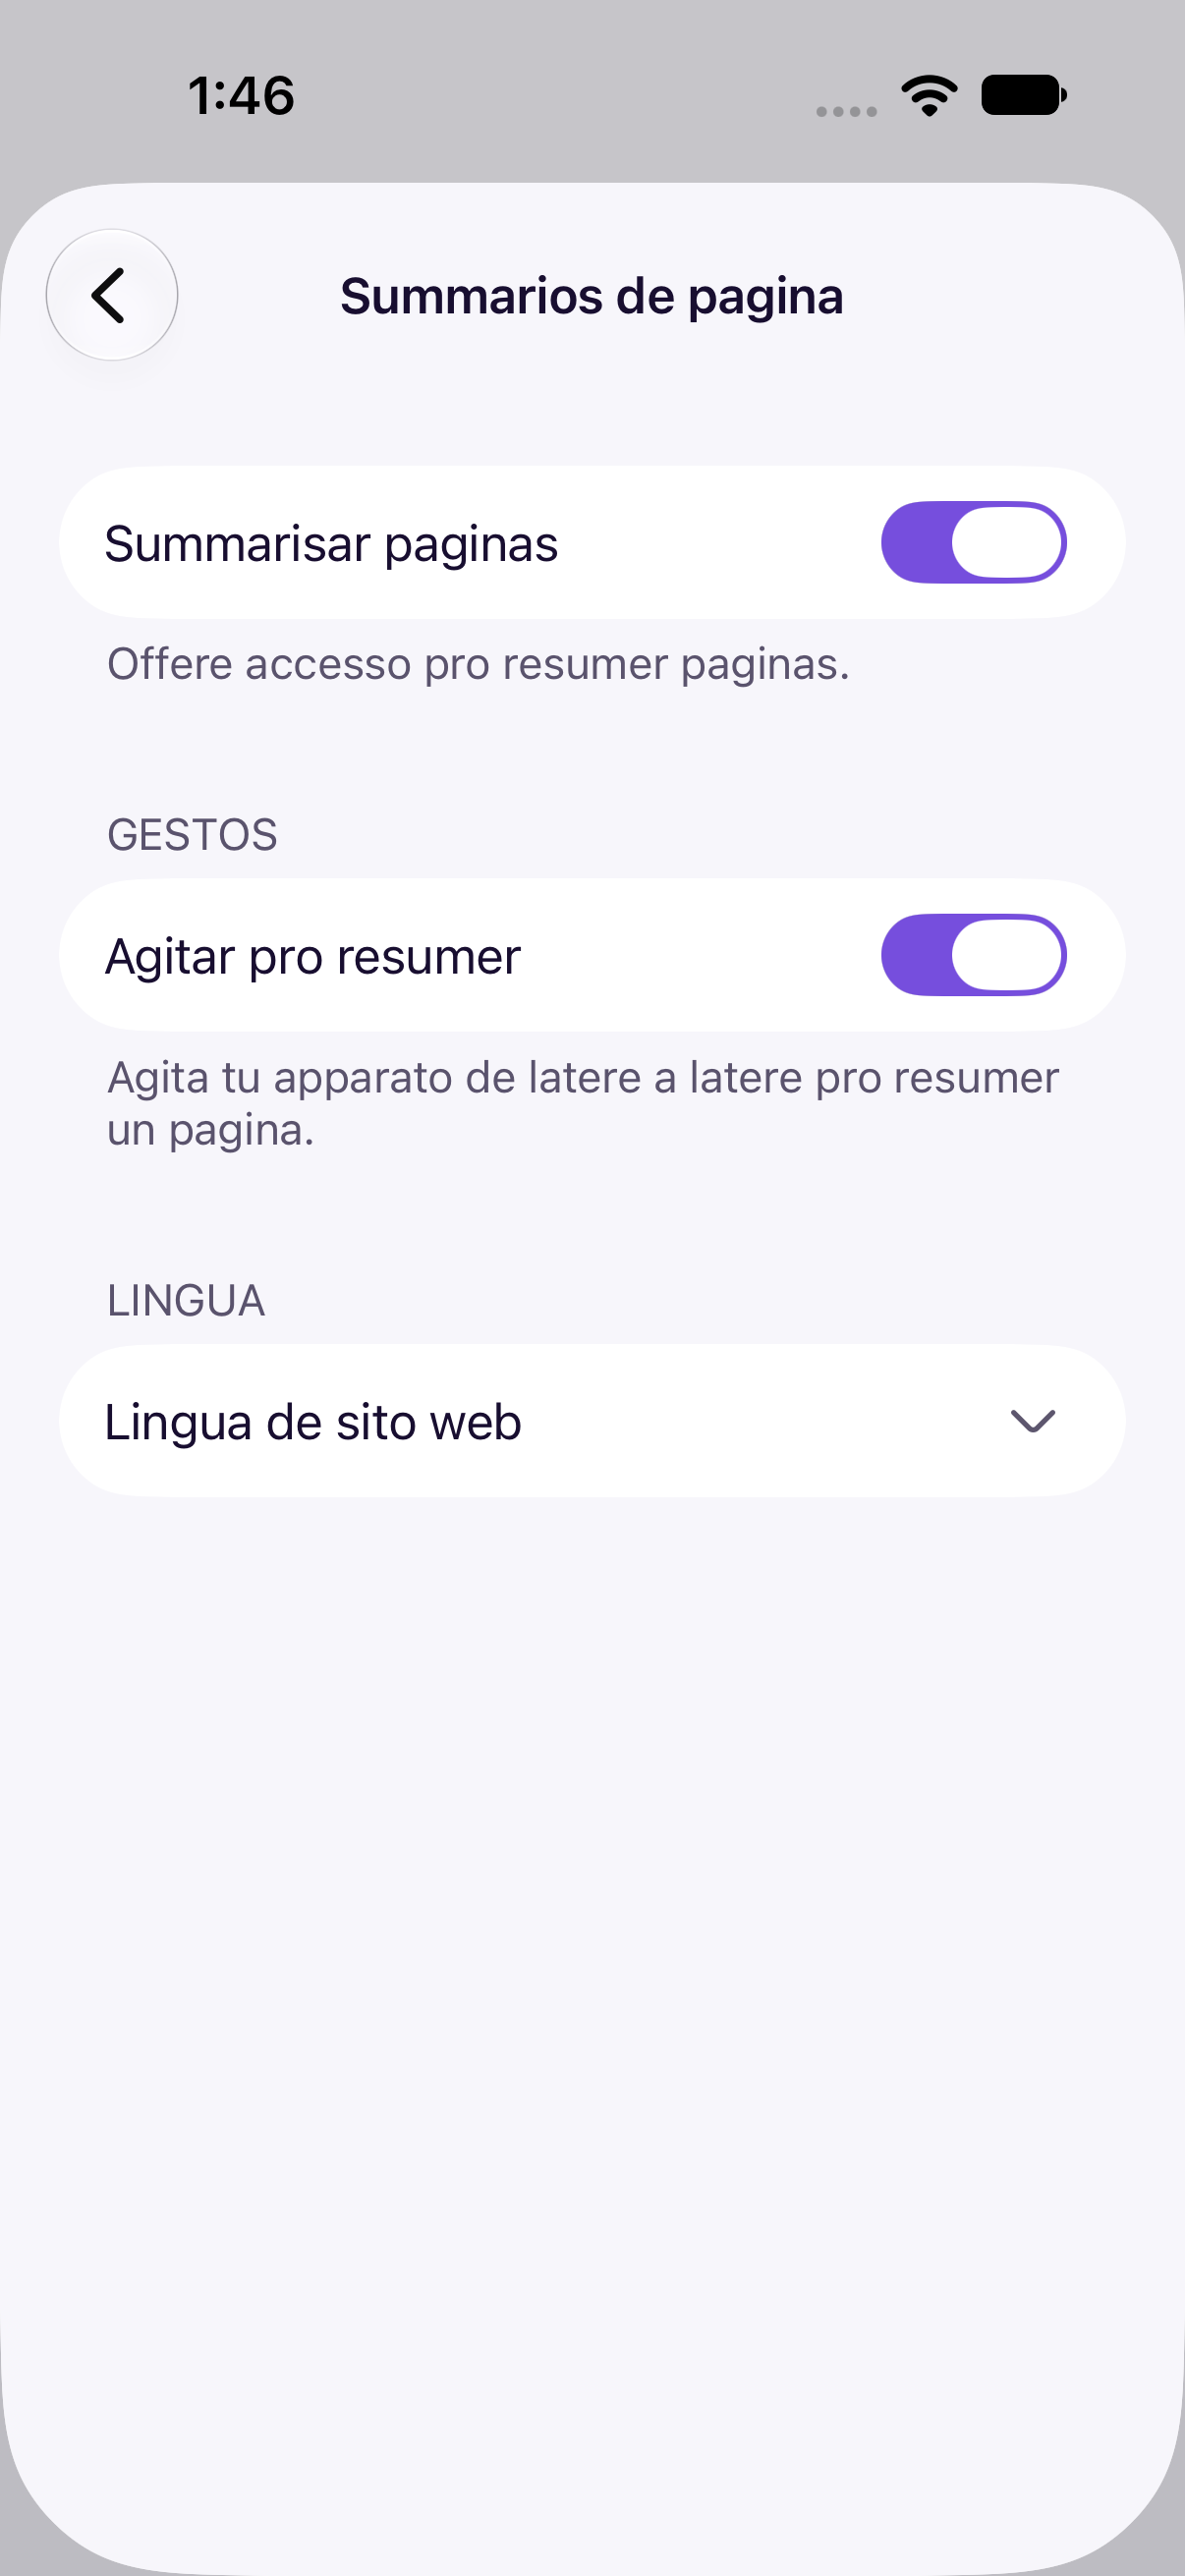 1:46
Summarios de pagina
Summarisar paginas
Offere accesso pro resumer paginas.
GESTOS
Agitar pro resumer
Agita tu apparato de latere a latere pro resumer
un pagina.
LINGUA
Lingua de sito web